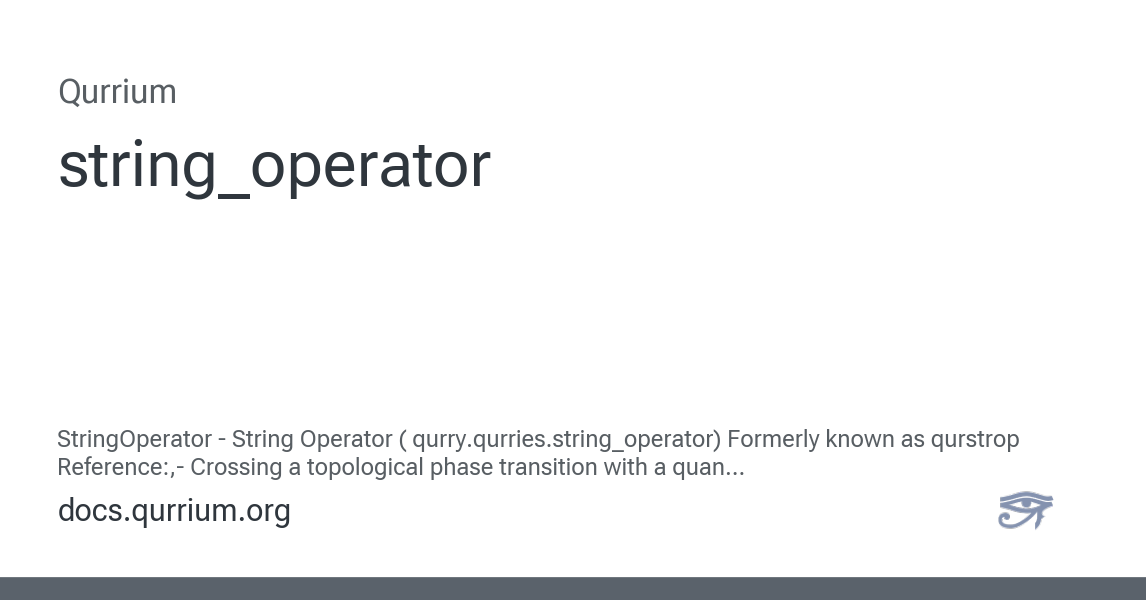 Qurrium
string_operator
StringOperator - String Operator ( qurry.qurries.string_operator) Formerly known as qurstrop
Reference:,- Crossing a topological phase transition with a quan...
docs.qurrium.org